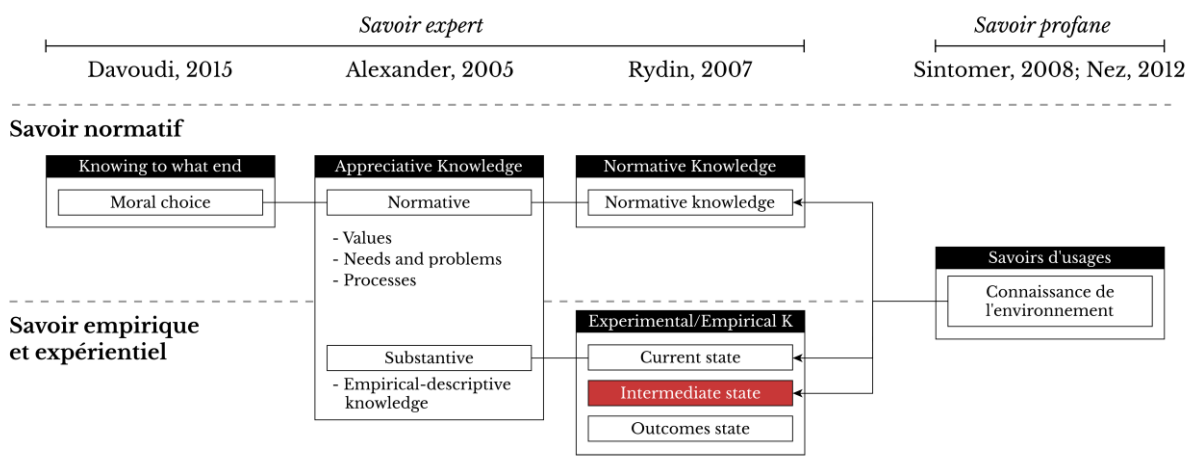 Savoir expert
Savoir profane
Davoudi, 2015
Alexander, 2005
Rydin, 2007
Sintomer, 2008; Nez, 2012
Savoir normatif
Knowing to what end
Moral choice
Appreciative Knowledge
Normative
- Values
- Needs and problems
- Processes
Normative Knowledge
Normative knowledge
Savoirs d'usages
Connaissance de
l'environnement
Savoir empirique
et expérientiel
Substantive
- Empirical-descriptive
knowledge
Experimental/Empirical K
Current state
Intermediate state
Outcomes state